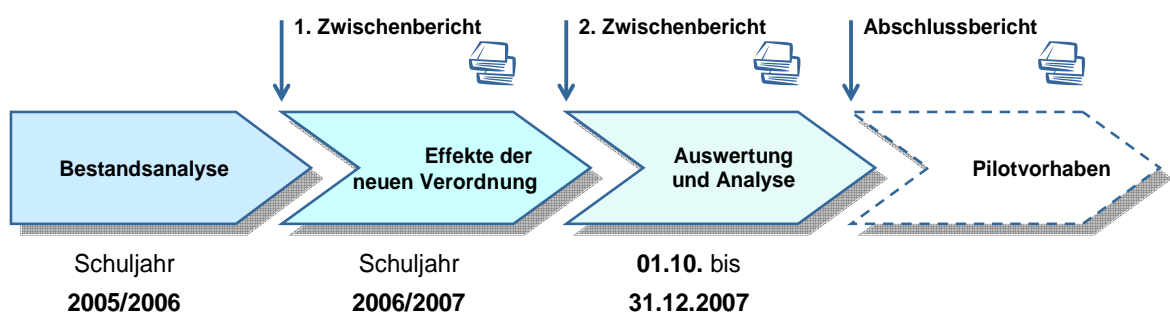 1. Zwischenbericht
2. Zwischenbericht
Abschlussbericht
Bestandsanalyse
Effekte der
neuen Verordnung
Auswertung
und Analyse
Pilotvorhaben
Schuljahr
2005/2006
Schuljahr
2006/2007
01.10. bis
31.12.2007